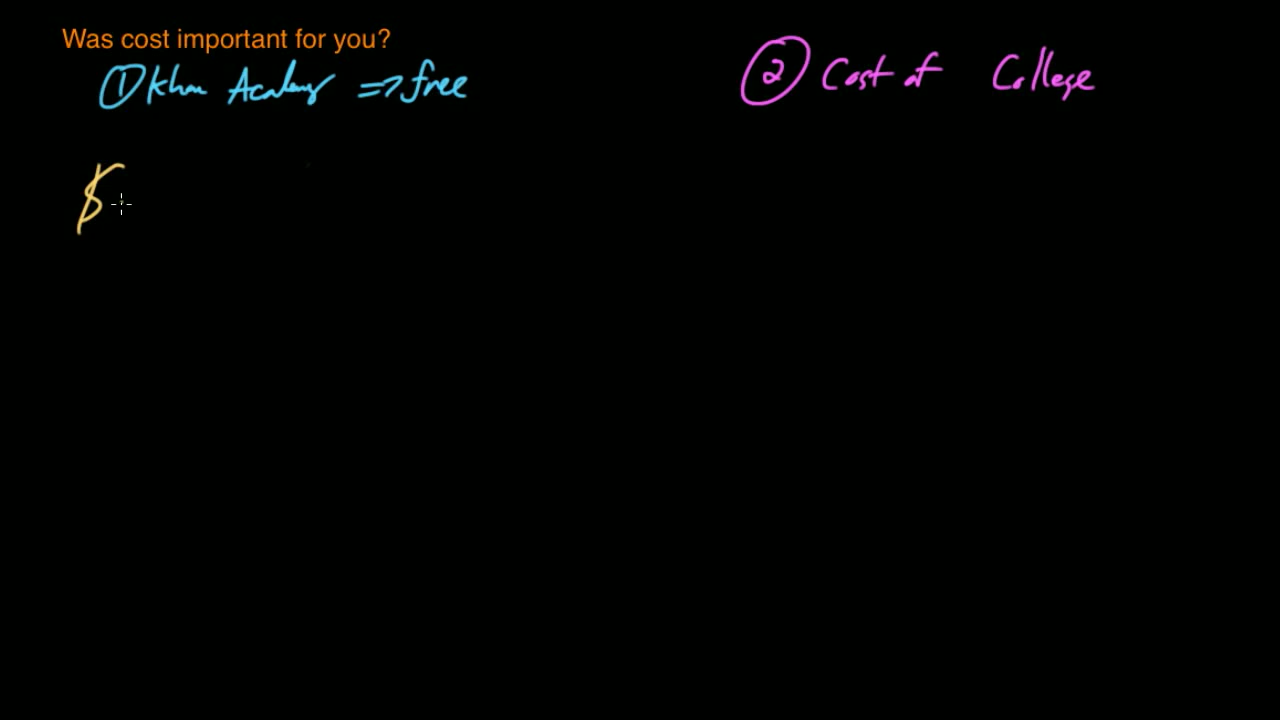 Was cost important for you?
① Khan Academy => free
② Cost of College
$